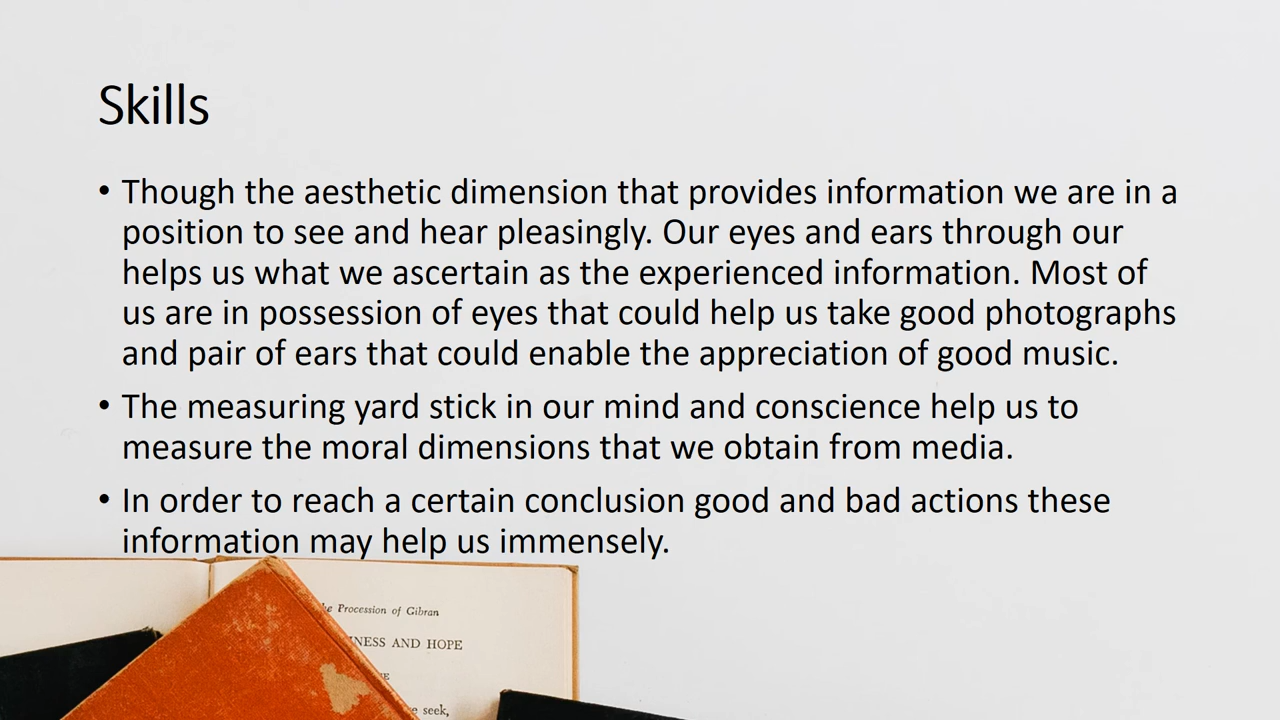 Skills
• Though the aesthetic dimension that provides information we are in a
position to see and hear pleasingly. Our eyes and ears through our
helps us what we ascertain as the experienced information. Most of
us are in possession of eyes that could help us take good photographs
and pair of ears that could enable the appreciation of good music.
• The measuring yard stick in our mind and conscience help us to
measure the moral dimensions that we obtain from media.
• In order to reach a certain conclusion good and bad actions these
information may help us immensely.
Procession of Gibran
AND HOPE
seek,